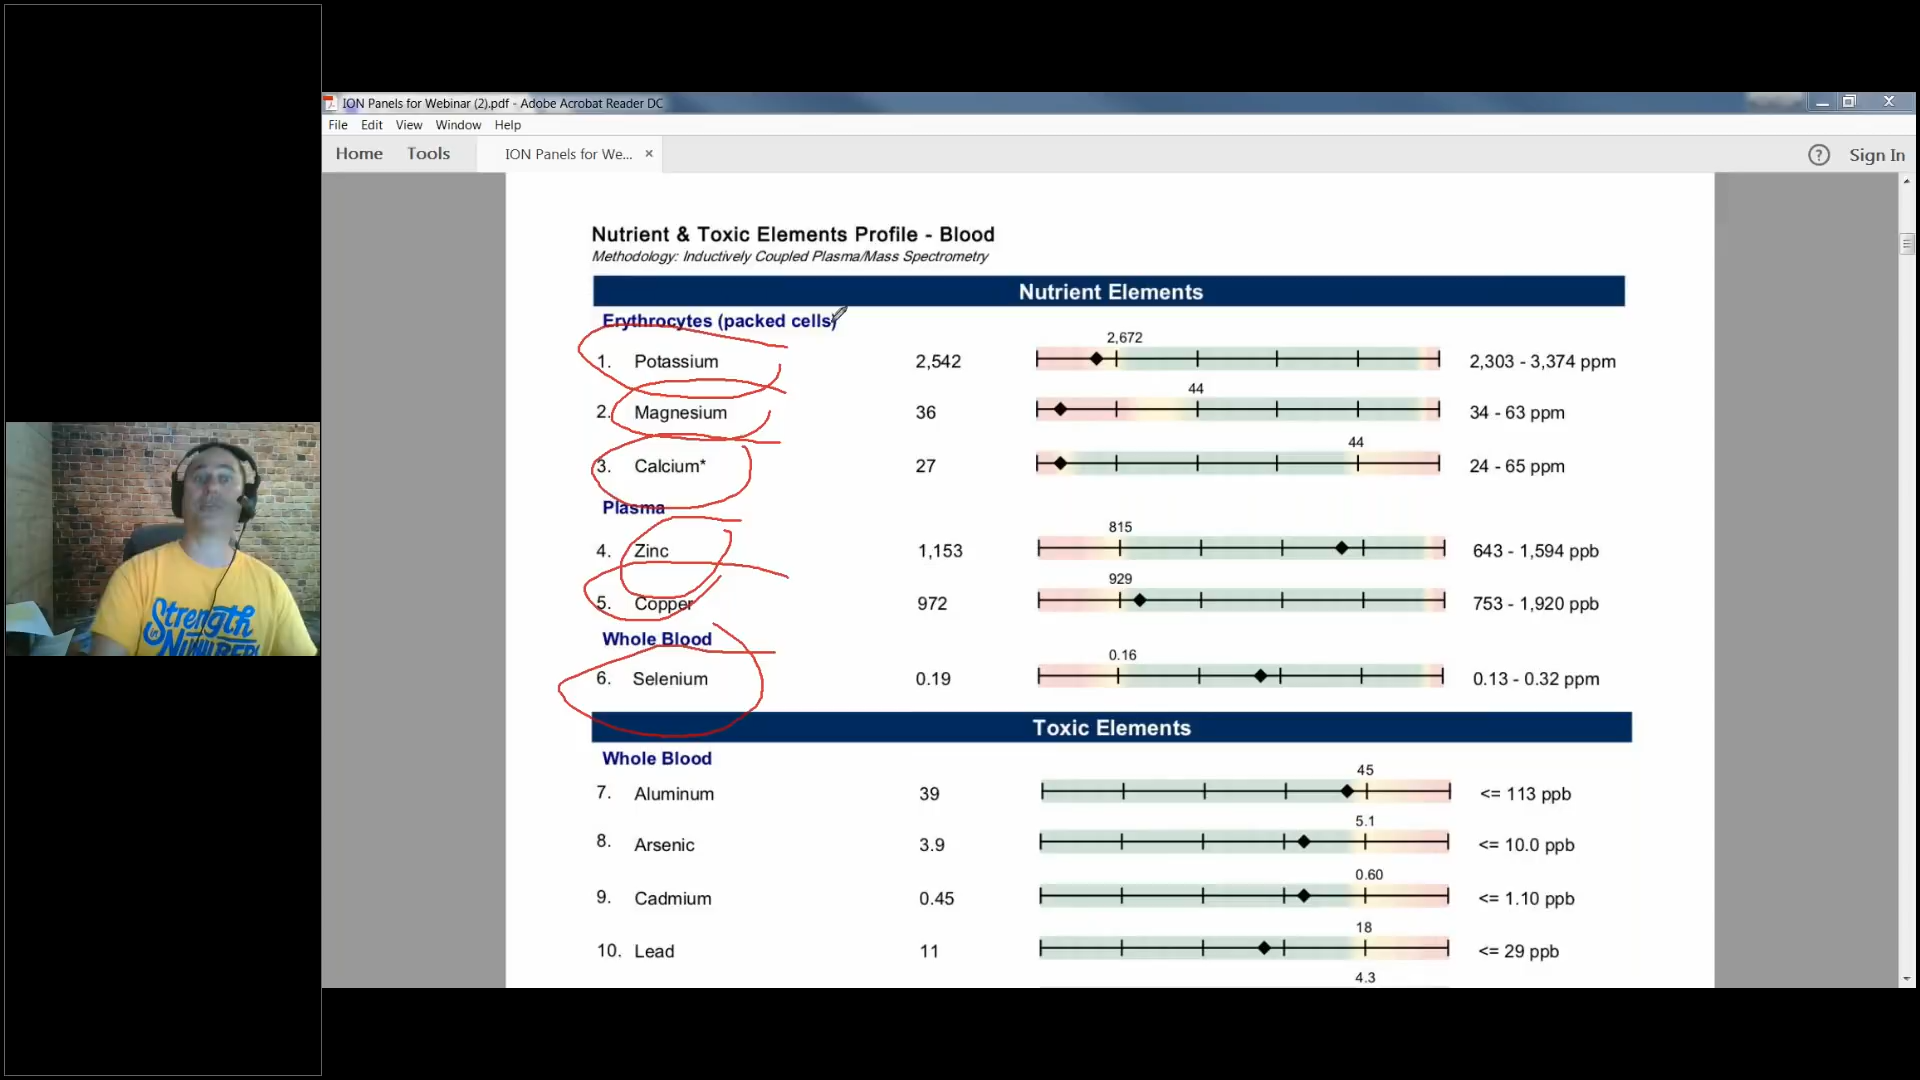 ION Panels for Webinar (2).pdf - Adobe Acrobat Reader DC
File Edit View Window Help
Home Tools ION Panels for We... × ? Sign In
Nutrient & Toxic Elements Profile - Blood
Methodology: Inductively Coupled Plasma/Mass Spectrometry
Nutrient Elements
Erythrocytes (packed cells)
2,672
1. Potassium 2,542 2,303 - 3,374 ppm
44
2. Magnesium 36 34 - 63 ppm
44
3. Calcium* 27 24 - 65 ppm
Plasma
815
4. Zinc 1,153 643 - 1,594 ppb
929
5. Copper 972 753 - 1,920 ppb
Whole Blood
0.16
6. Selenium 0.19 0.13 - 0.32 ppm
Toxic Elements
Whole Blood
45
7. Aluminum 39 <= 113 ppb
5.1
8. Arsenic 3.9 <= 10.0 ppb
0.60
9. Cadmium 0.45 <= 1.10 ppb
18
10. Lead 11 <= 29 ppb
4.3
Strength
in
NUMBERS